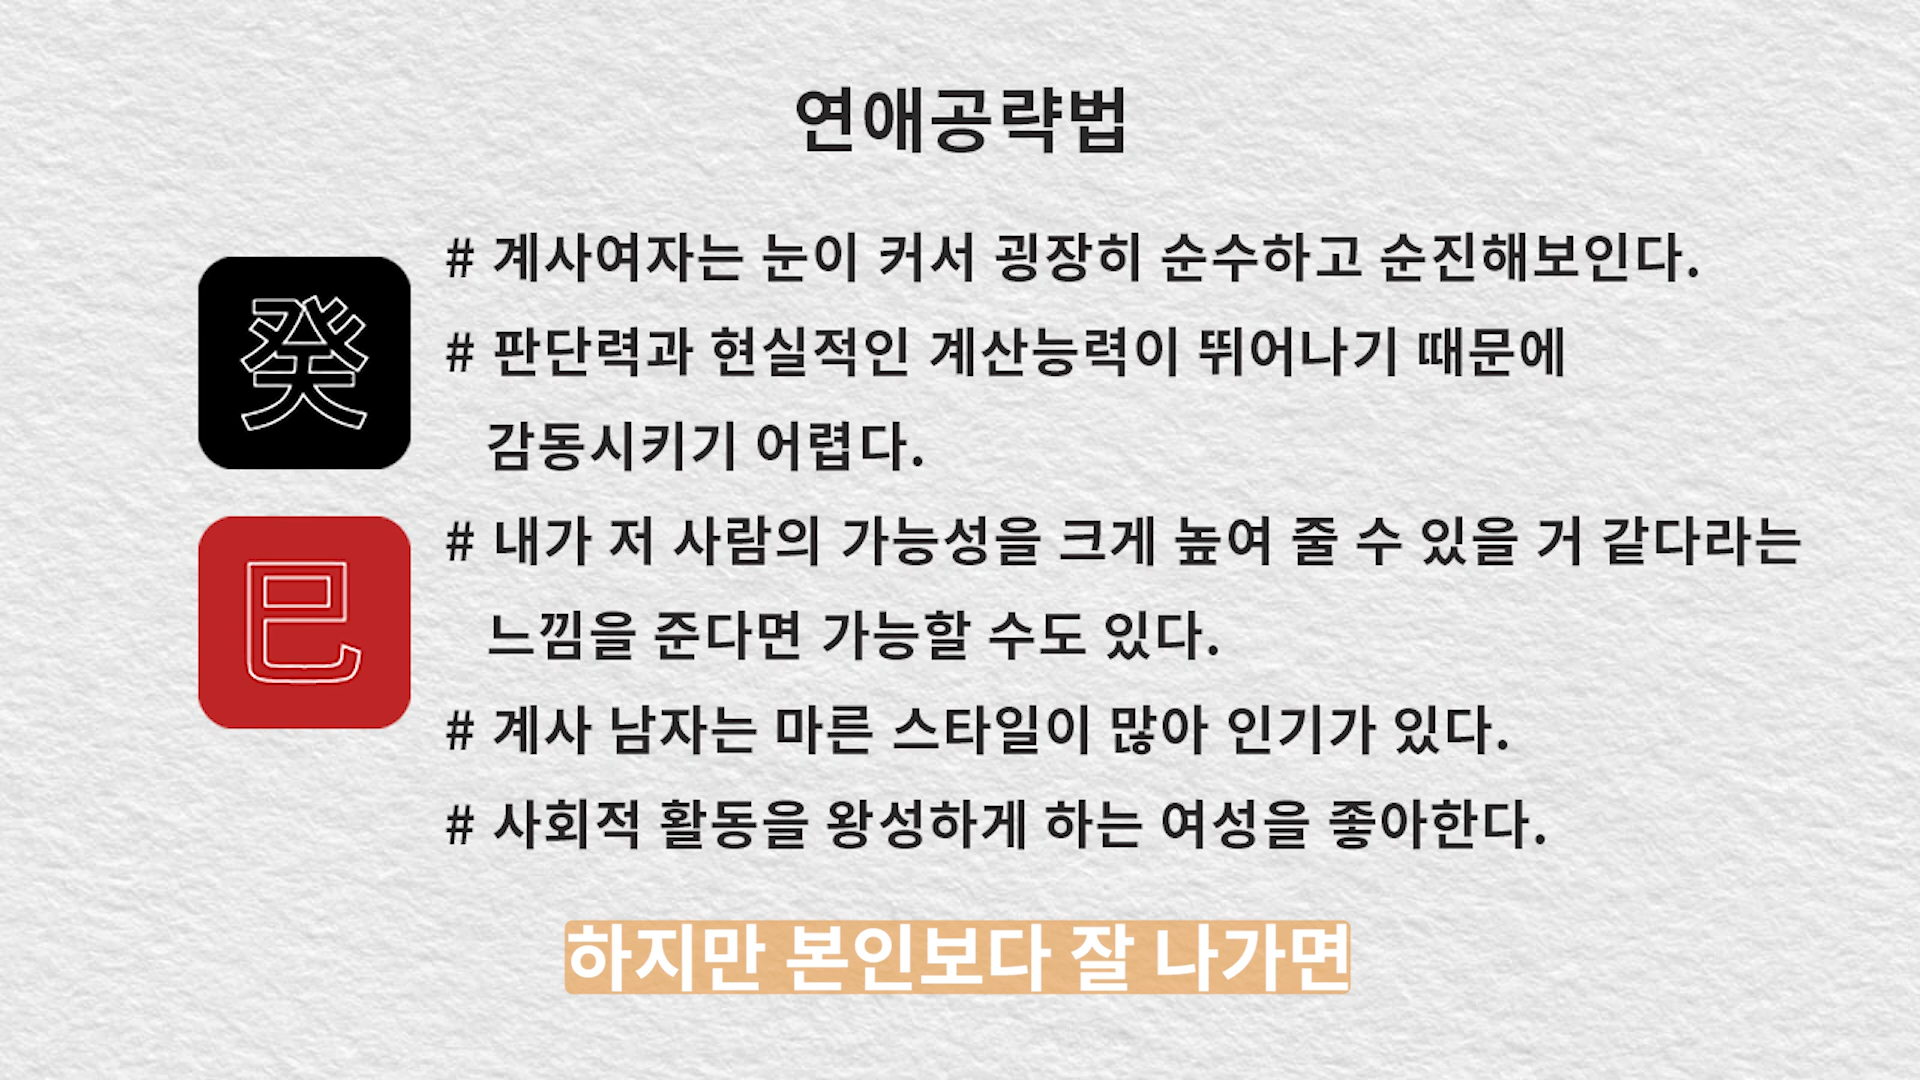 연애공략법
癸
# 계사여자는 눈이 커서 굉장히 순수하고 순진해보인다.
# 판단력과 현실적인 계산능력이 뛰어나기 때문에
감동시키기 어렵다.
巳
# 내가 저 사람의 가능성을 크게 높여 줄 수 있을 거 같다라는
느낌을 준다면 가능할 수도 있다.
# 계사 남자는 마른 스타일이 많아 인기가 있다.
# 사회적 활동을 왕성하게 하는 여성을 좋아한다.
하지만 본인보다 잘 나가면